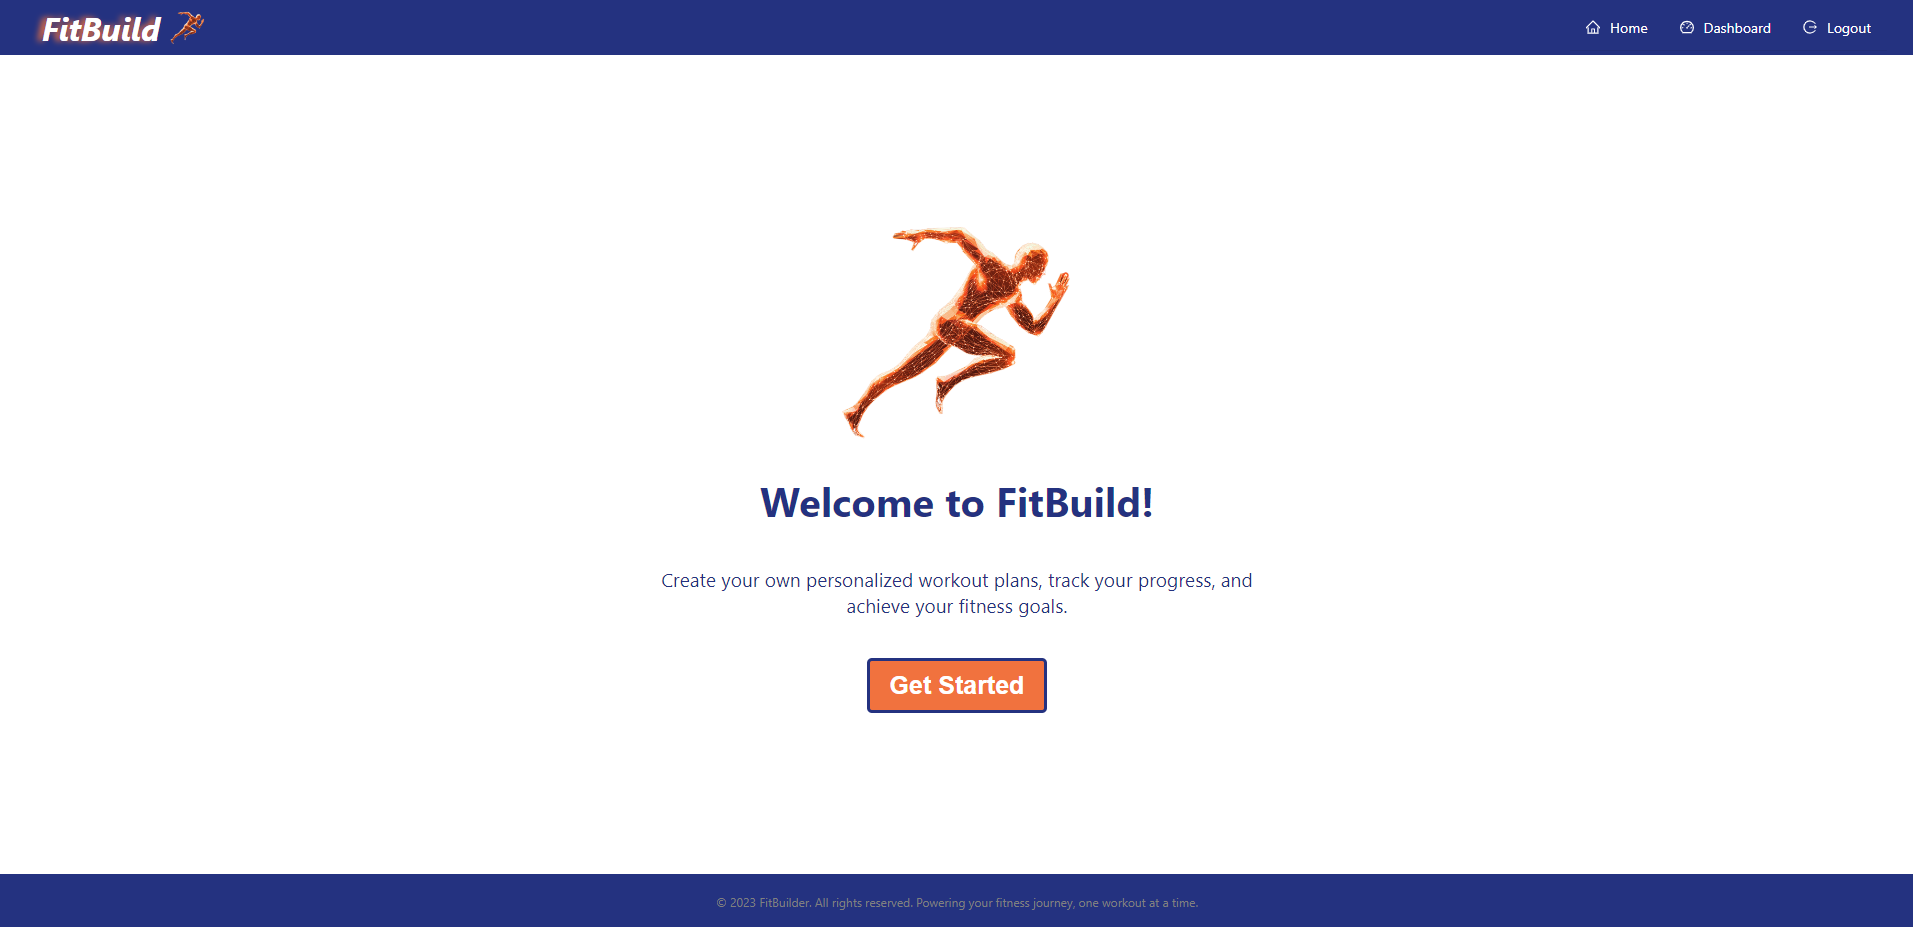 FitBuild
Home
Dashboard
Logout
Welcome to FitBuild!
Create your own personalized workout plans, track your progress, and
achieve your fitness goals.
Get Started
© 2023 FitBuilder. All rights reserved. Powering your fitness journey, one workout at a time.